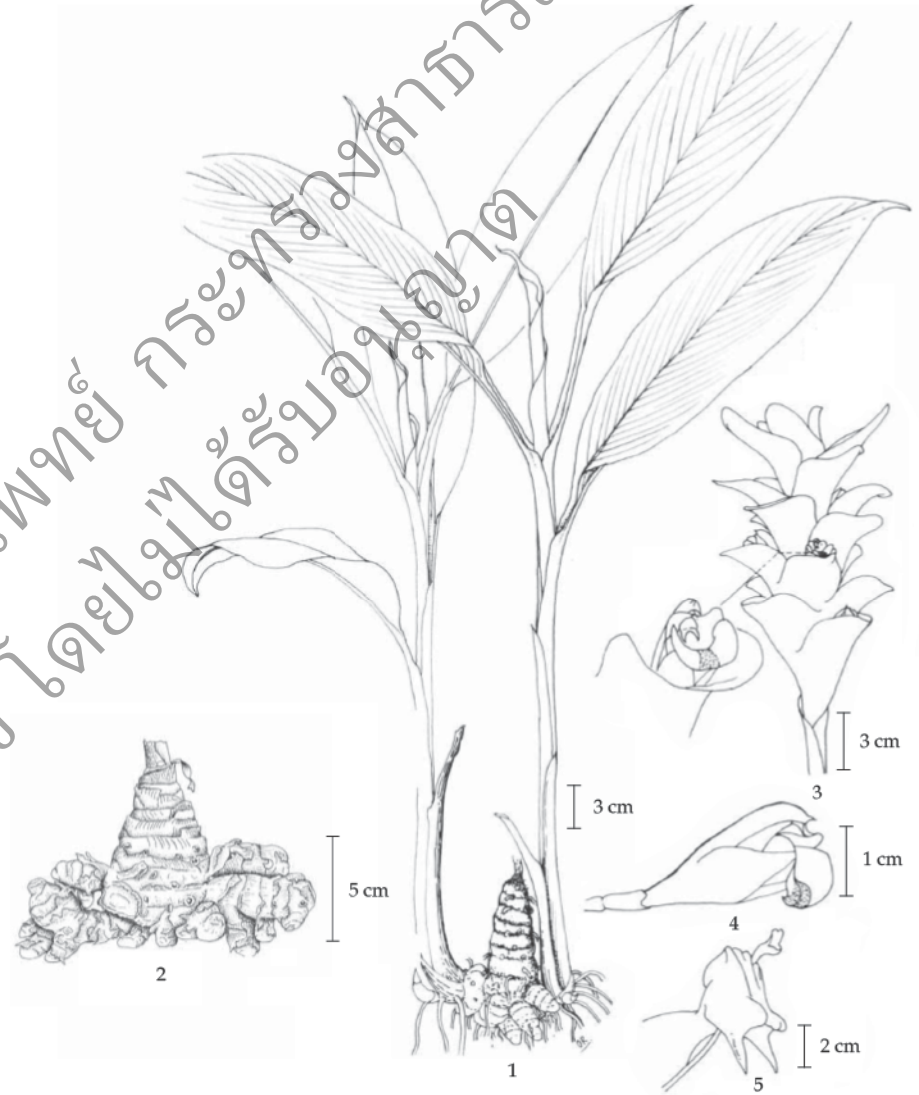 แพทย์ กระทรวงสาธาร
โดยไม่ได้รับอนุญาต
3 cm
3
3 cm
1 cm
4
5 cm
2
2 cm
5
1